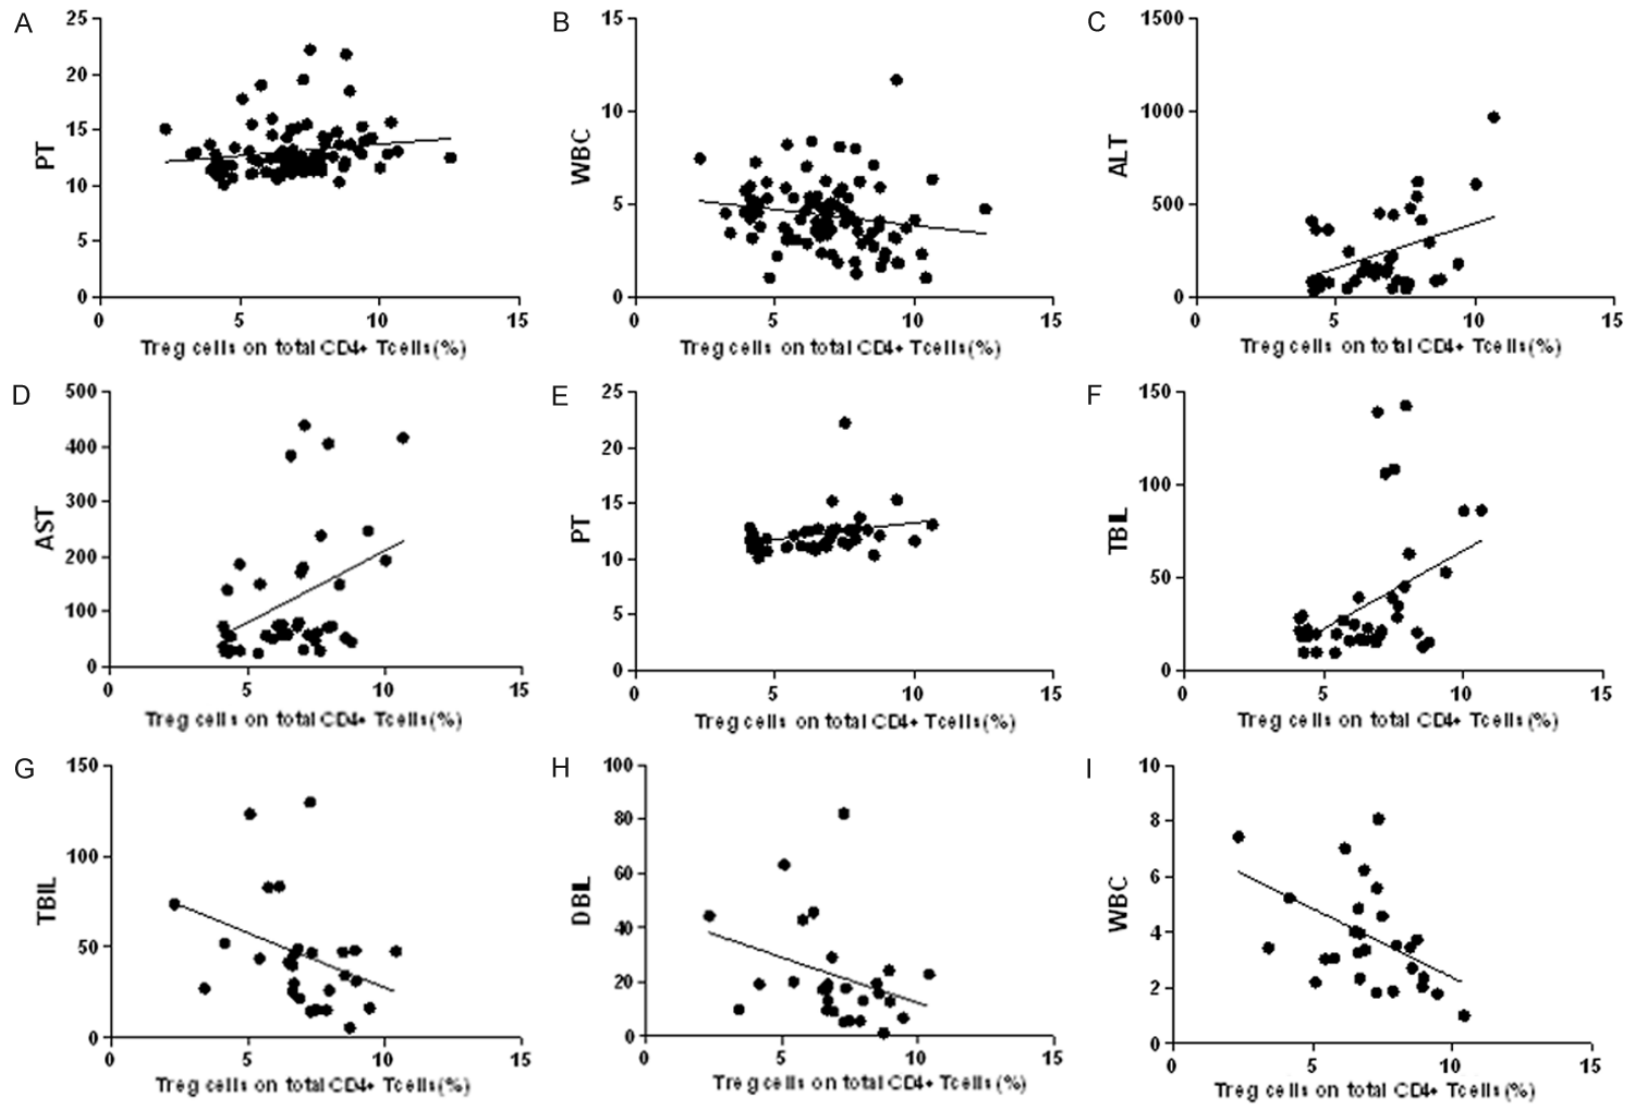 A
25
20
15
10
5
0
PT
0 5 10 15
Treg cells on total CD4+ Tcells(%)
B
15
10
5
0
WBC
0 5 10 15
Treg cells on total CD4+ Tcells(%)
C
1500
1000
500
0
ALT
0 5 10 15
Treg cells on total CD4+ Tcells(%)
D
500
400
300
200
100
0
AST
0 5 10 15
Treg cells on total CD4+ Tcells(%)
E
25
20
15
10
5
0
PT
0 5 10 15
Treg cells on total CD4+ Tcells(%)
F
150
100
50
0
TBIL
0 5 10 15
Treg cells on total CD4+ Tcells(%)
G
150
100
50
0
TBIL
0 5 10 15
Treg cells on total CD4+ Tcells(%)
H
100
80
60
40
20
0
DBIL
0 5 10 15
Treg cells on total CD4+ Tcells(%)
I
10
8
6
4
2
0
WBC
0 5 10 15
Treg cells on total CD4+ Tcells(%)